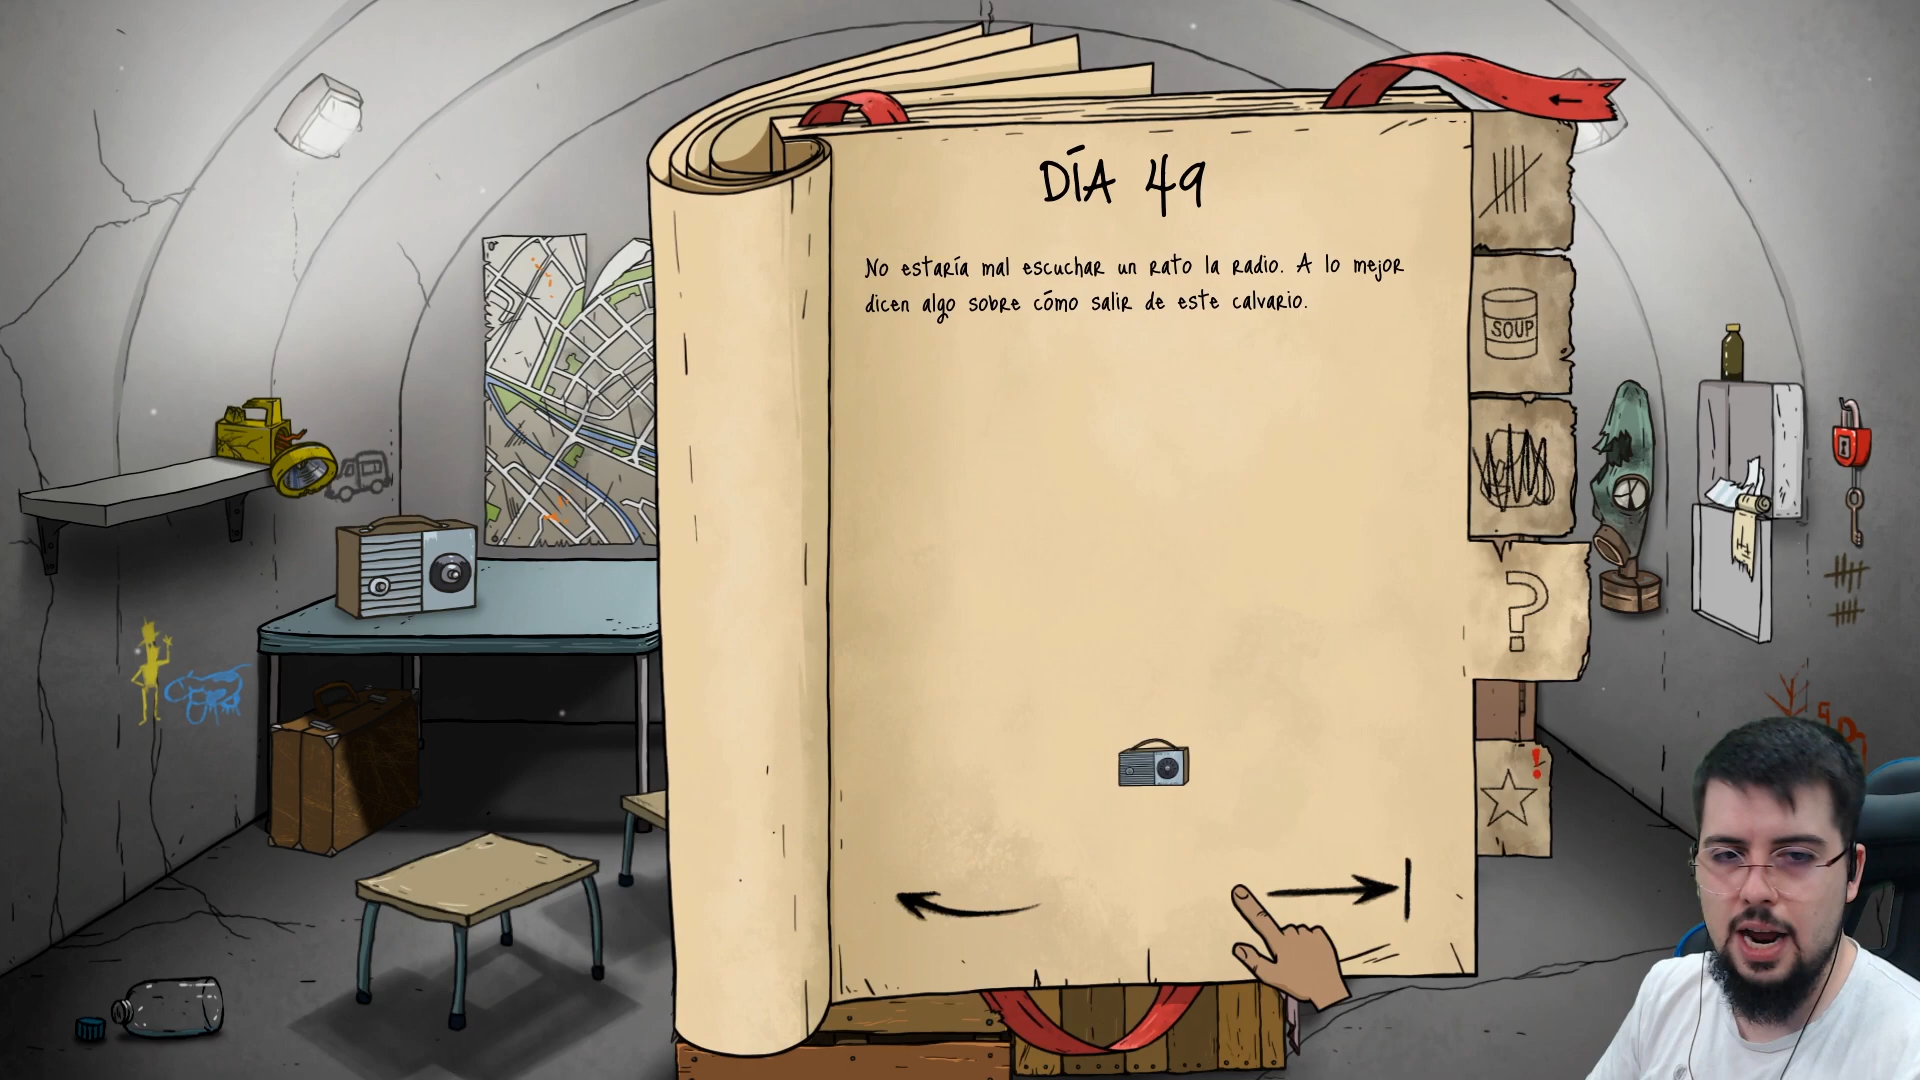 DÍA 49
No estaría mal escuchar un rato la radio. A lo mejor
dicen algo sobre cómo salir de este calvario.
SOUP
?
!